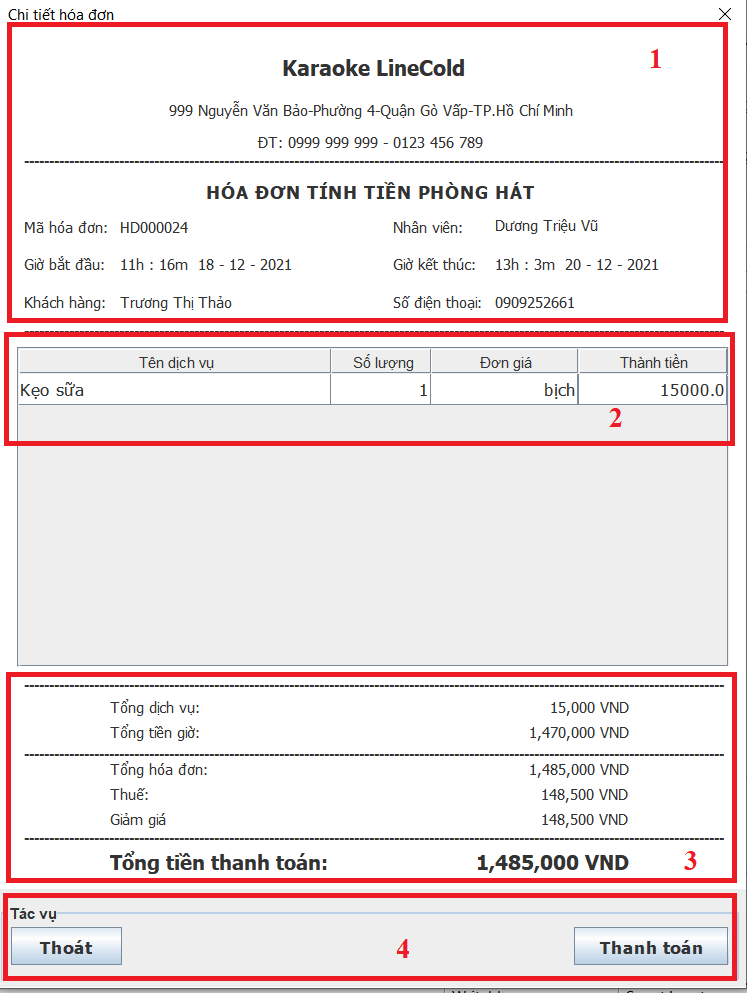 Chi tiết hóa đơn
1
Karaoke LineCold
999 Nguyễn Văn Bảo-Phường 4-Quận Gò Vấp-TP.Hồ Chí Minh
ĐT: 0999 999 999 - 0123 456 789
HÓA ĐƠN TÍNH TIỀN PHÒNG HÁT
Mã hóa đơn: HD000024 Nhân viên: Dương Triệu Vũ
Giờ bắt đầu: 11h : 16m 18 - 12 - 2021 Giờ kết thúc: 13h : 3m 20 - 12 - 2021
Khách hàng: Trương Thị Thảo Số điện thoại: 0909252661
Tên dịch vụ Số lượng Đơn giá Thành tiền
Kẹo sữa 1 bịch 15000.0
2
Tổng dịch vụ: 15,000 VND
Tổng tiền giờ: 1,470,000 VND
Tổng hóa đơn: 1,485,000 VND
Thuế: 148,500 VND
Giảm giá 148,500 VND
Tổng tiền thanh toán: 1,485,000 VND 3
Tác vụ
Thoát 4 Thanh toán